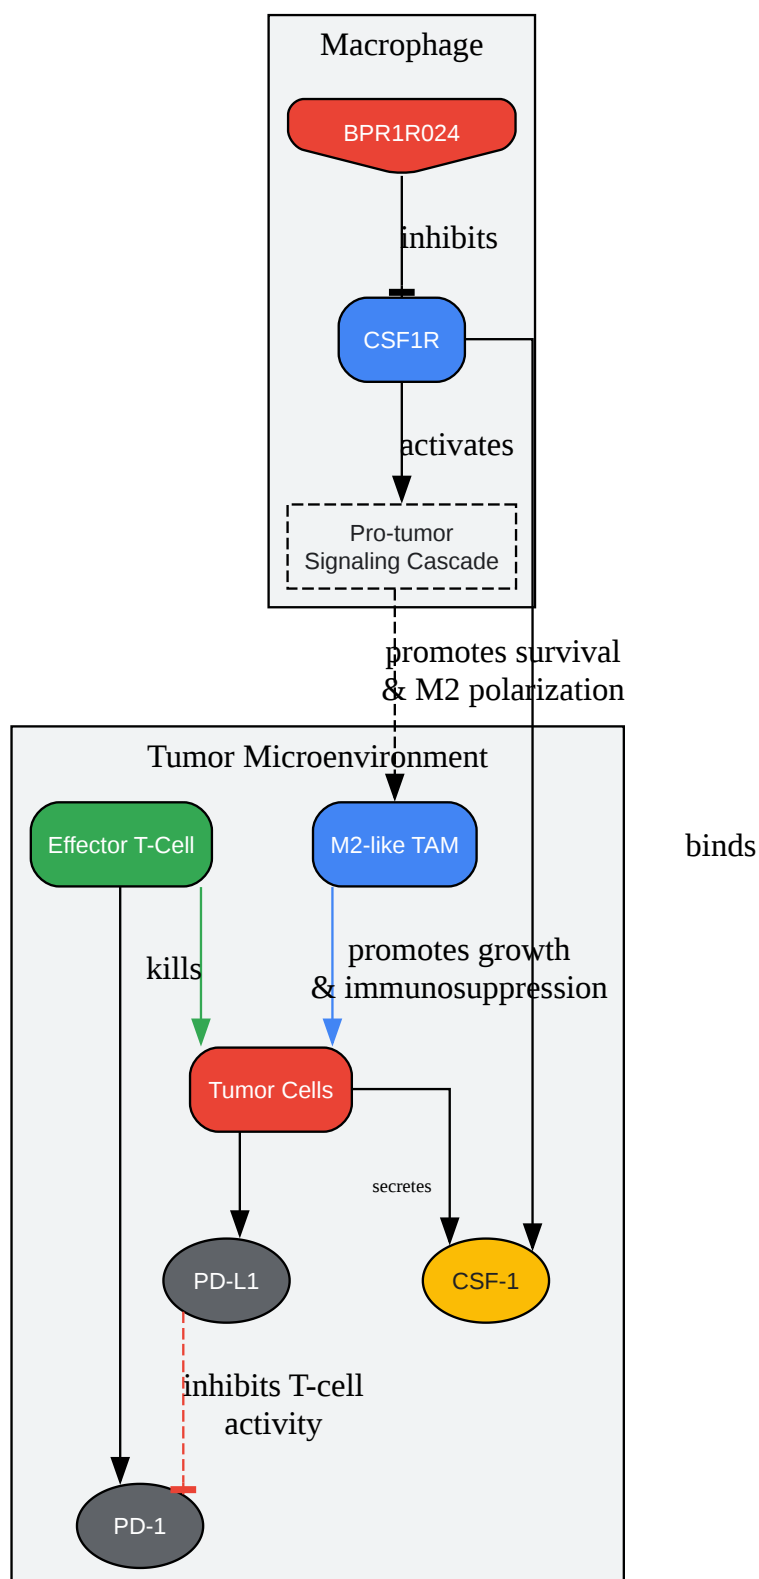 Macrophage
BPR1R024
inhibits
CSF1R
activates
Pro-tumor
Signaling Cascade
promotes survival
& M2 polarization
Tumor Microenvironment
Effector T-Cell
M2-like TAM
binds
kills
promotes growth
& immunosuppression
Tumor Cells
secretes
PD-L1
CSF-1
inhibits T-cell
activity
PD-1